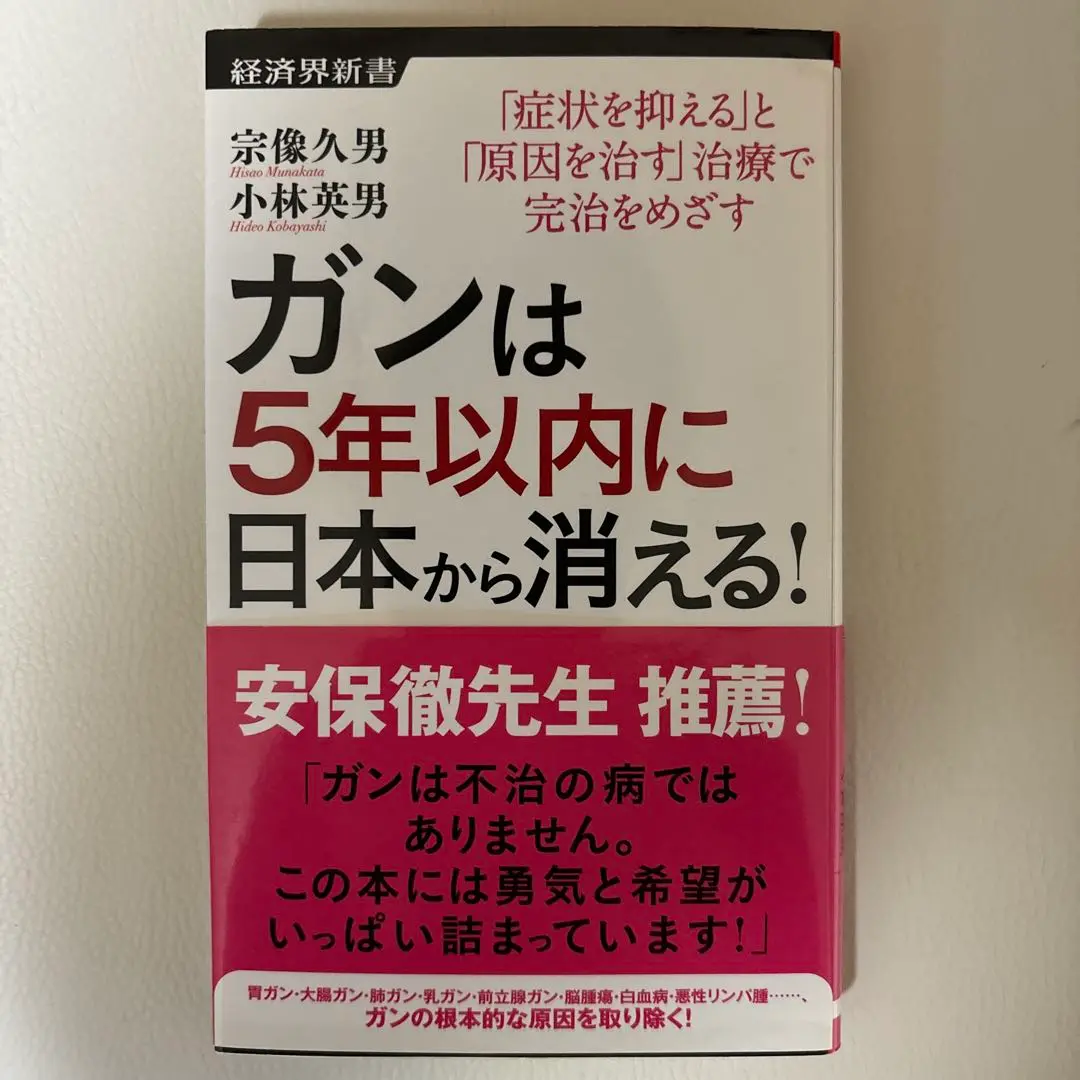 経済界新書
宗像久男
Hisao Munakata
小林英男
Hideo Kobayashi
「症状を抑える」と
「原因を治す」治療で
完治をめざす
ガンは
5年以内に
日本から消える!
安保徹先生 推薦!
「ガンは不治の病では
ありません。
この本には勇気と希望が
いっぱい詰まっています!」
胃ガン・大腸ガン・肺ガン・乳ガン・前立腺ガン・脳腫瘍・白血病・悪性リンパ腫……、
ガンの根本的な原因を取り除く!